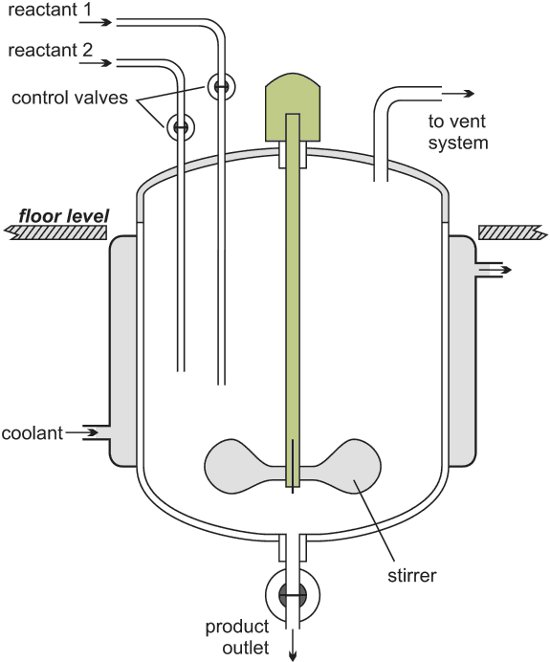 reactant 1
reactant 2
control valves
to vent
system
floor level
coolant
stirrer
product
outlet